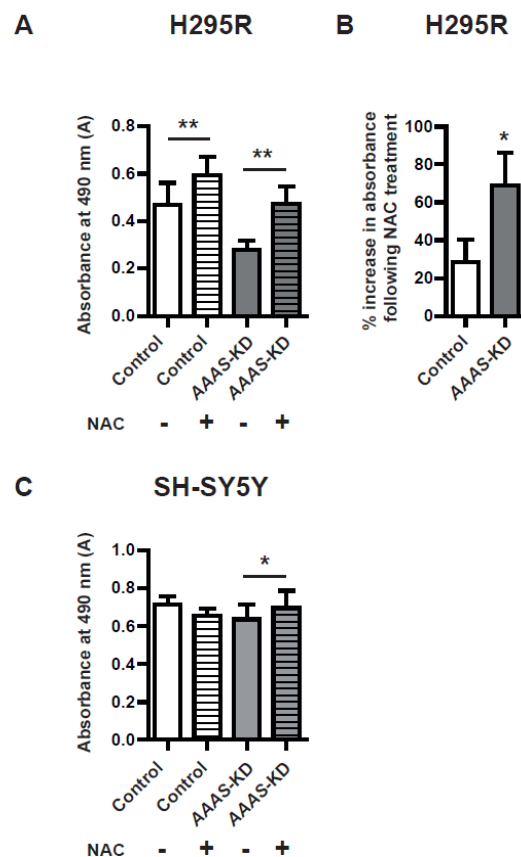 A
H295R
Absorbance at 490 nm (A)
0.8
0.6
0.4
0.2
0.0
**
**
Control
Control
AAAS-KD
AAAS-KD
NAC - + - +
B
H295R
% increase in absorbance
following NAC treatment
100
80
60
40
20
0
*
Control
AAAS-KD
C
SH-SY5Y
Absorbance at 490 nm (A)
1.0
0.8
0.6
0.4
0.2
0.0
*
Control
Control
AAAS-KD
AAAS-KD
NAC - + - +